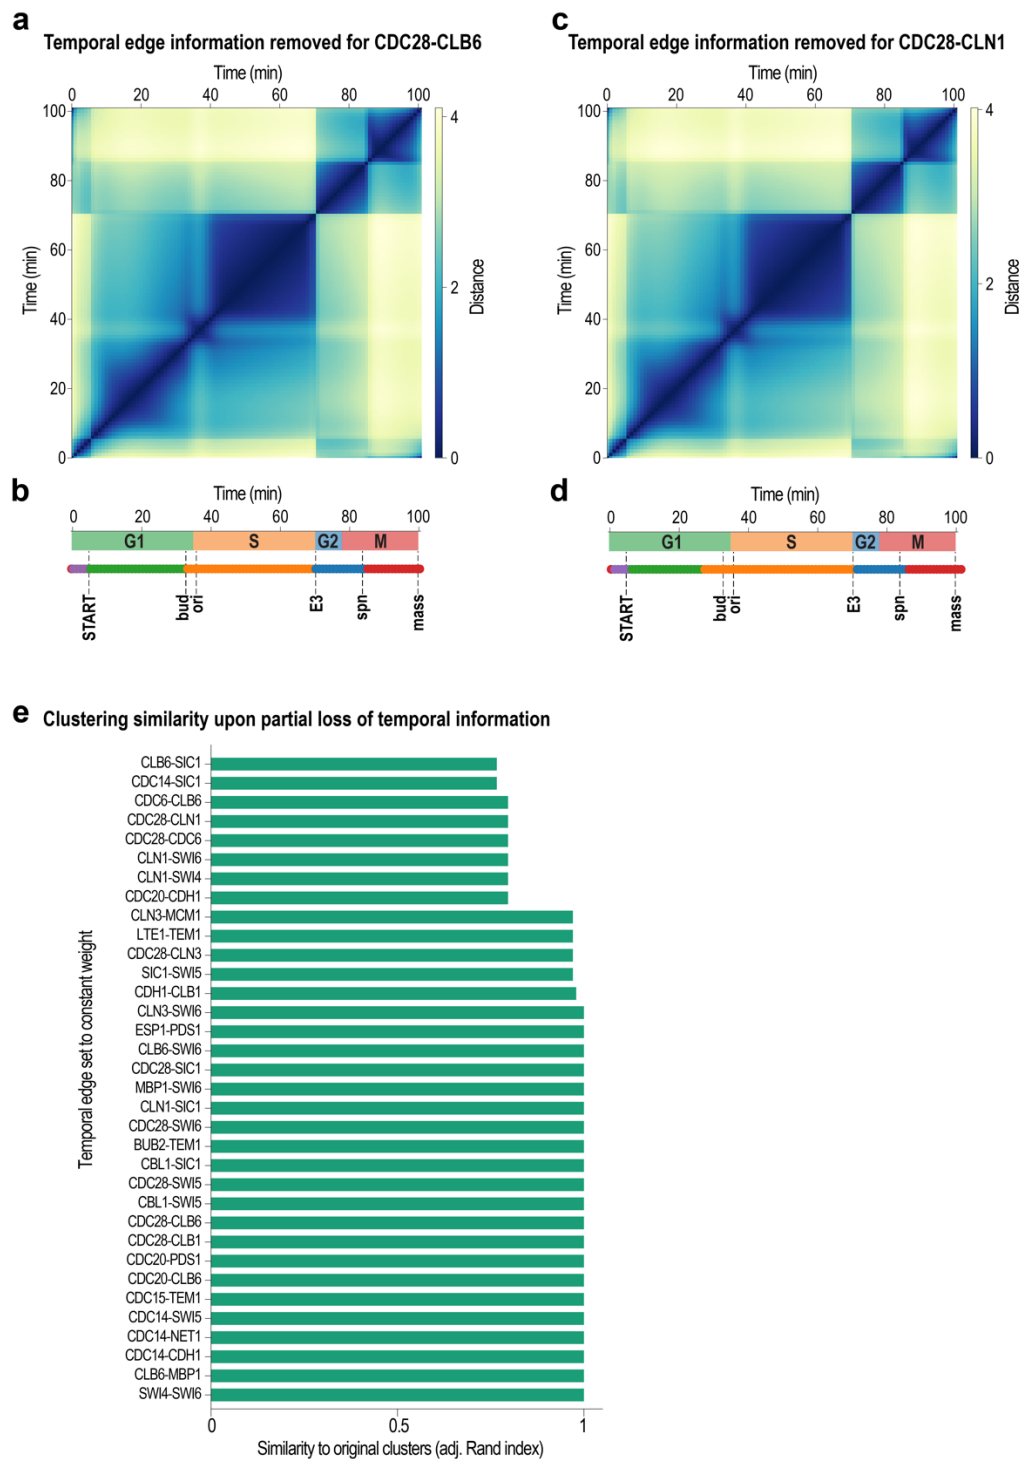 a
Temporal edge information removed for CDC28-CLB6
Time (min)
0 20 40 60 80 100
100
80
60
40
20
0
Time (min)
4
2
0
Distance
b
Time (min)
0 20 40 60 80 100
G1 S G2 M
START bud ori E3 spn mass
c
Temporal edge information removed for CDC28-CLN1
Time (min)
0 20 40 60 80 100
100
80
60
40
20
0
Time (min)
4
2
0
Distance
d
Time (min)
0 20 40 60 80 100
G1 S G2 M
START bud ori E3 spn mass
e Clustering similarity upon partial loss of temporal information
Temporal edge set to constant weight
CLB6-SIC1
CDC14-SIC1
CDC6-CLB6
CDC28-CLN1
CDC28-CDC6
CLN1-SWI6
CLN1-SWI4
CDC20-CDH1
CLN3-MCM1
LTE1-TEM1
CDC28-CLN3
SIC1-SWI5
CDH1-CLB1
CLN3-SWI6
ESP1-PDS1
CLB6-SWI6
CDC28-SIC1
MBP1-SWI6
CLN1-SIC1
CDC28-SWI6
BUB2-TEM1
CBL1-SIC1
CDC28-SWI5
CBL1-SWI5
CDC28-CLB6
CDC28-CLB1
CDC20-PDS1
CDC20-CLB6
CDC15-TEM1
CDC14-SWI5
CDC14-NET1
CDC14-CDH1
CLB6-MBP1
SWI4-SWI6
0 0.5 1
Similarity to original clusters (adj. Rand index)